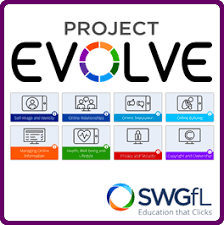 PROJECT
EVOLVE
Self-Image and Identity
Online Relationships
Online Reputation
Online Bullying
Managing Online Information
Health, Well-being and Lifestyle
Privacy and Security
Copyright and Ownership
SWGfL
Education that Clicks